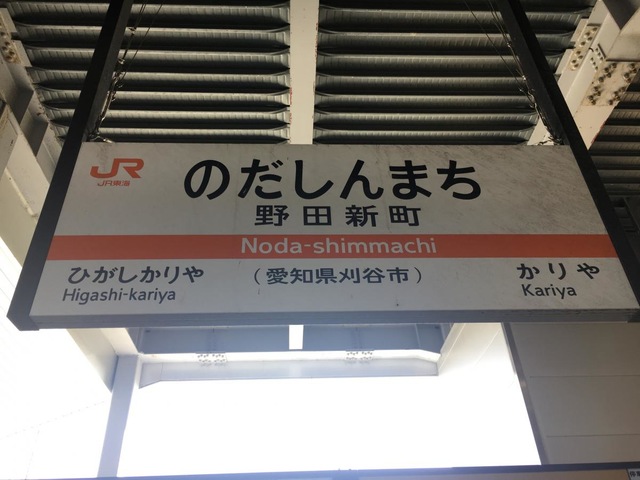 JR
JR東海
のだしんまち
野田新町
Noda-shimmachi
ひがしかりや
Higashi-kariya
(愛知県刈谷市)
かりや
Kariya